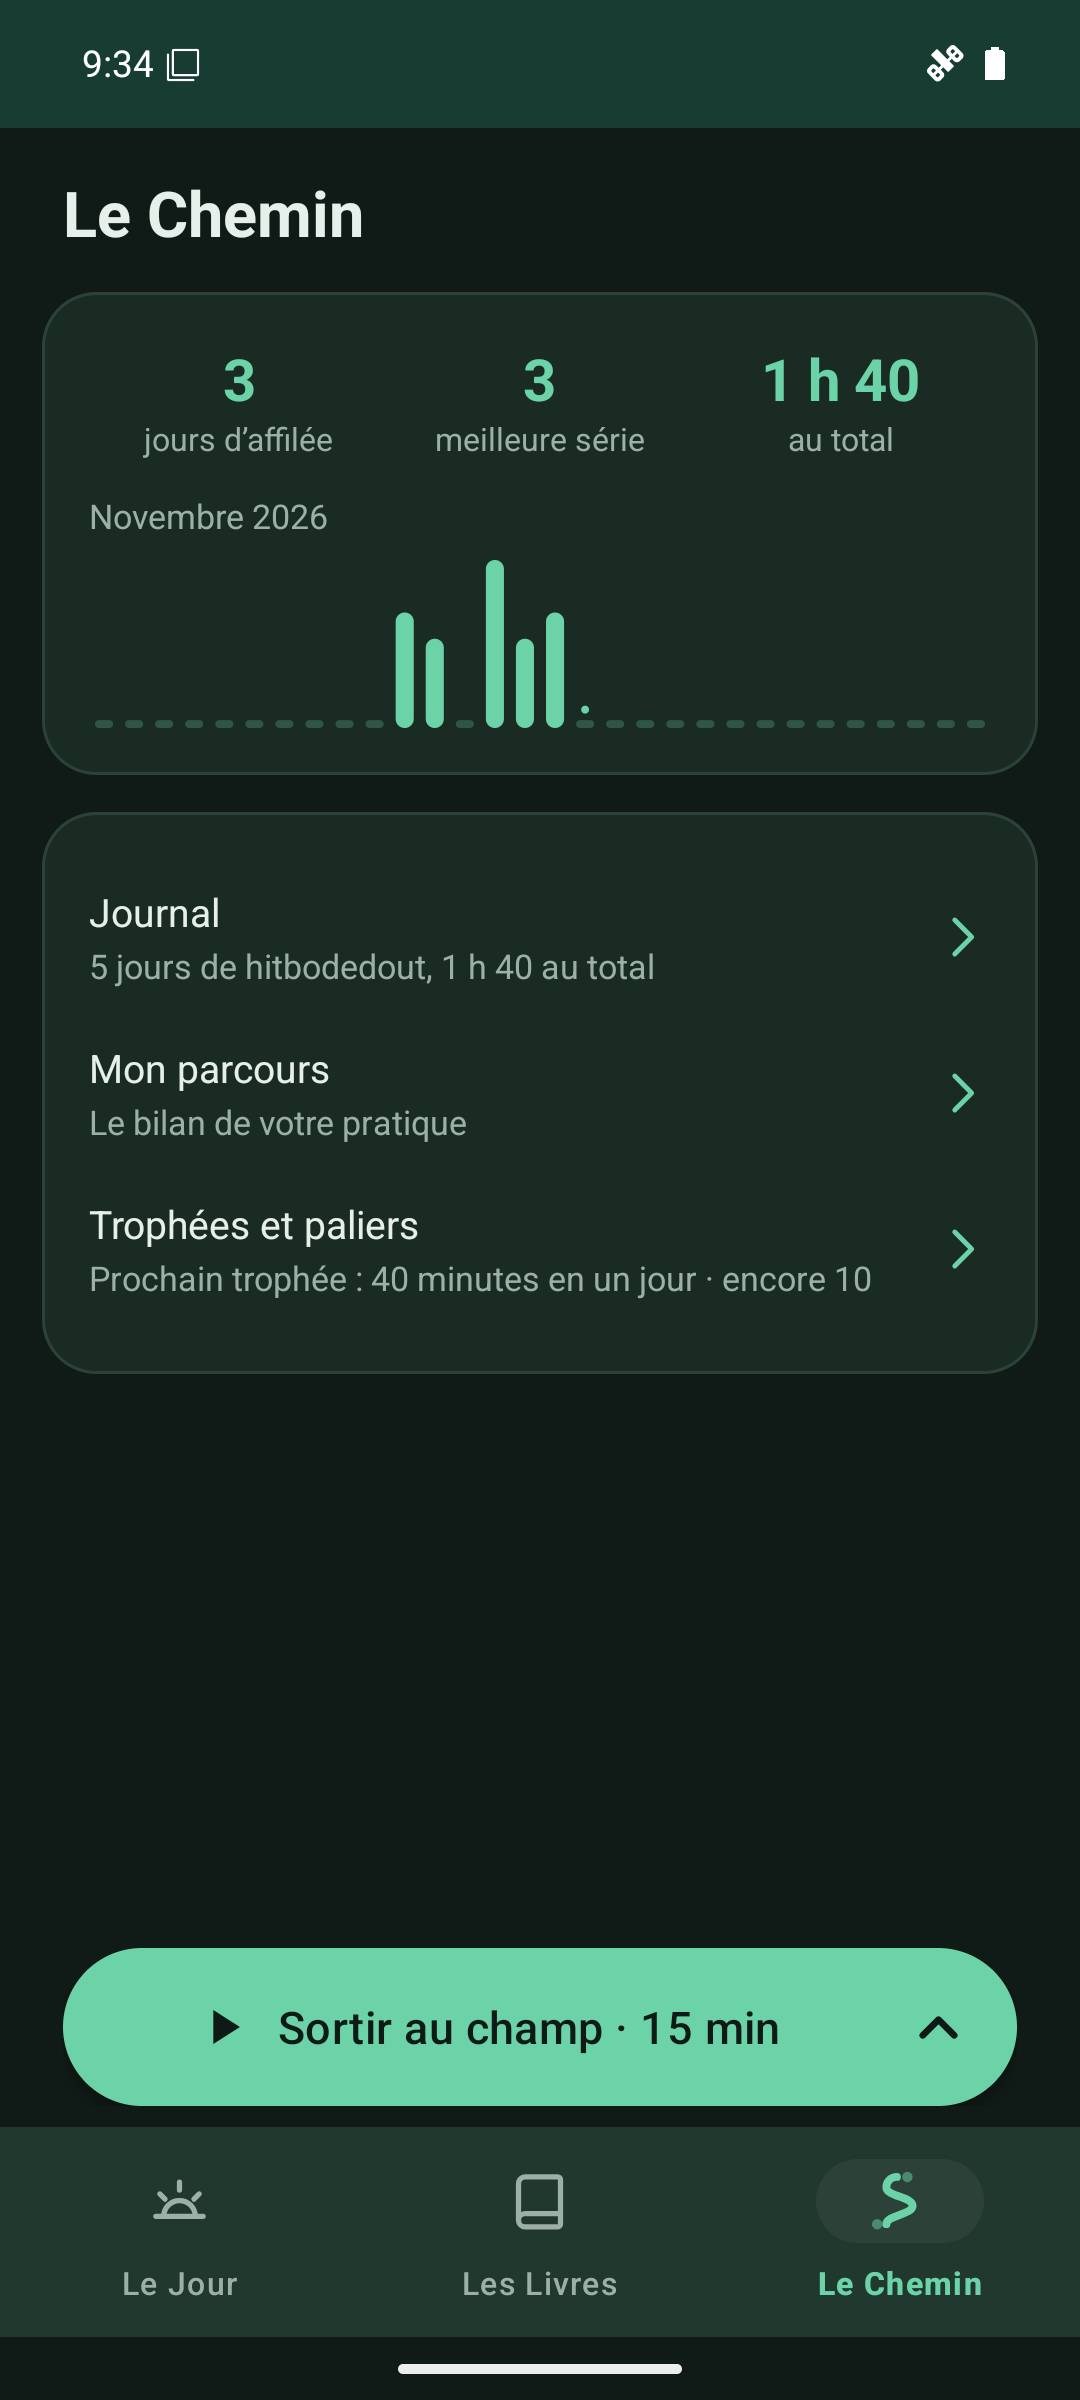 9:34
Le Chemin
3
jours d’affilée
3
meilleure série
1 h 40
au total
Novembre 2026
Journal
5 jours de hitbodedout, 1 h 40 au total
Mon parcours
Le bilan de votre pratique
Trophées et paliers
Prochain trophée : 40 minutes en un jour · encore 10
Sortir au champ · 15 min
Le Jour
Les Livres
Le Chemin